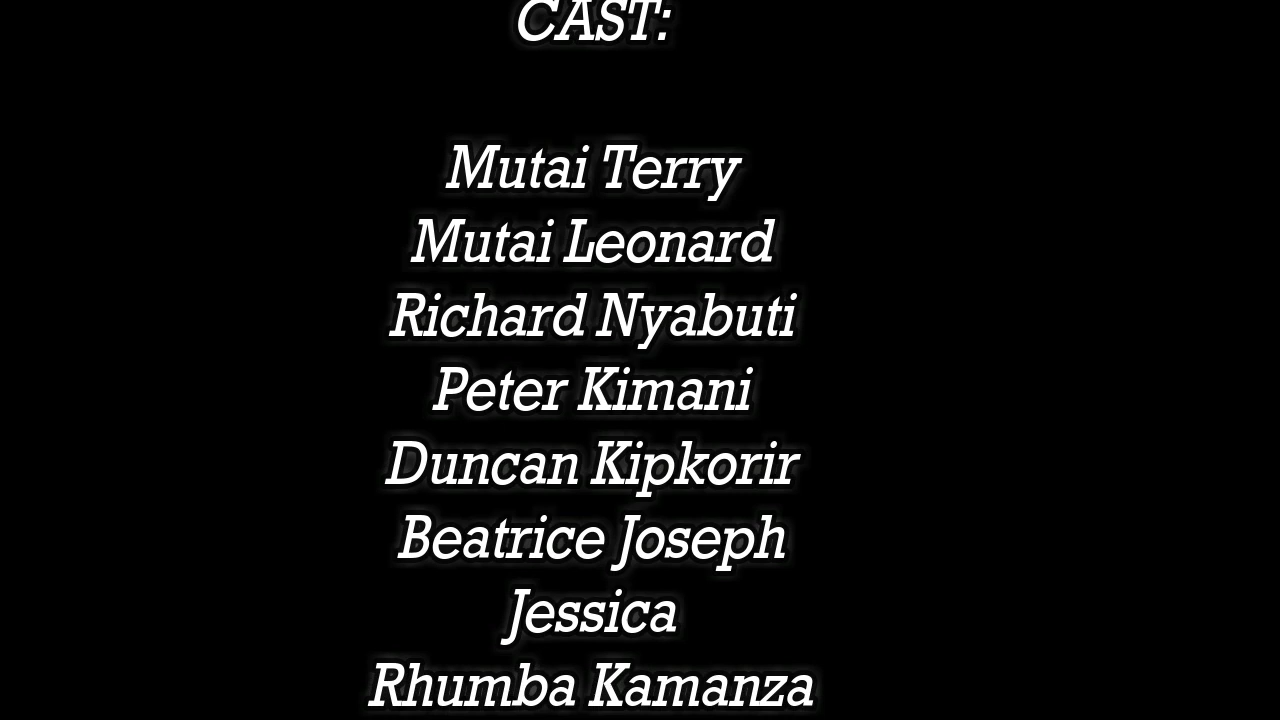 CAST:
Mutai Terry
Mutai Leonard
Richard Nyabuti
Peter Kimani
Duncan Kipkorir
Beatrice Joseph
Jessica
Rhumba Kamanza